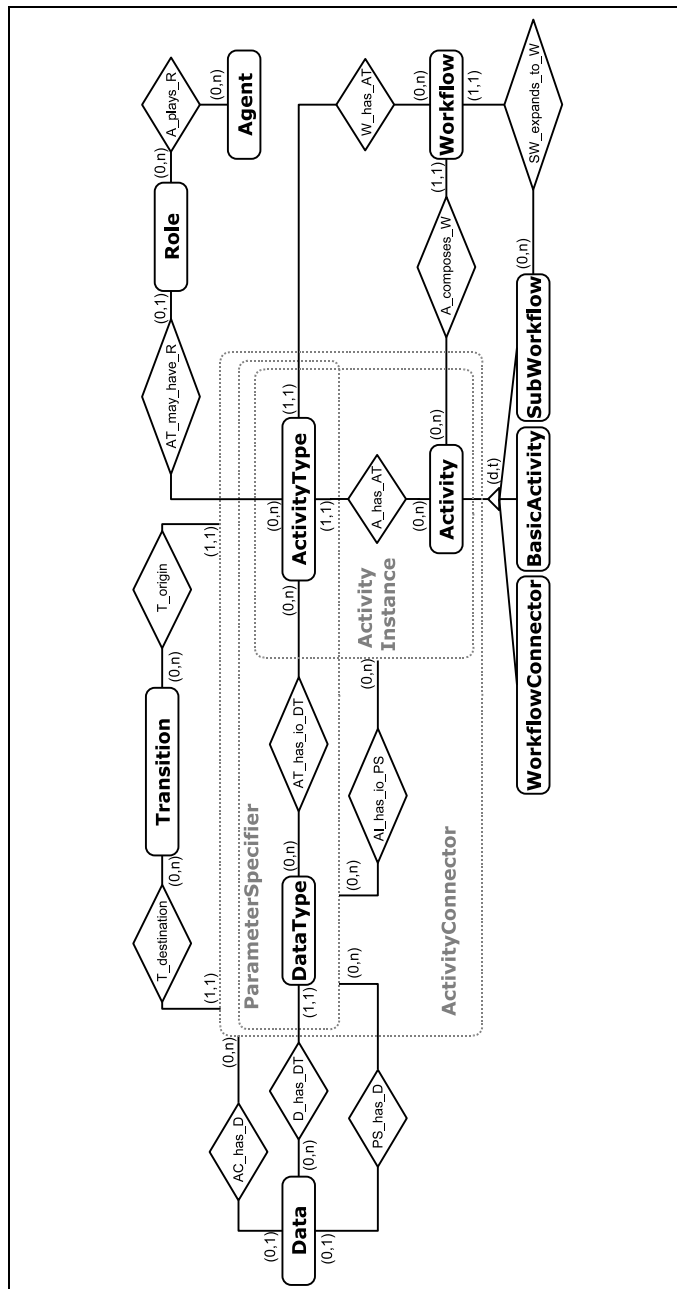 Agent
(0,n)
A_plays_R
(0,n)
Role
(0,1)
AT_may_have_R
(0,n)
T_origin
(1,1)
(0,n)
Transition
(0,n)
T_destination
(1,1)
Workflow
(0,n)
(1,1)
(1,1)
W_has_AT
(1,1)
SW_expands_to_W
(0,n)
A_composes_W
(0,n)
ActivityType
(1,1)
(0,n)
A_has_AT
(0,n)
Activity
(d,t)
SubWorkflow
BasicActivity
WorkflowConnector
Activity
Instance
(0,n)
AT_has_io_DT
(0,n)
AI_has_io_PS
(0,n)
ParameterSpecifier
ActivityConnector
DataType
(1,1)
(0,n)
D_has_DT
(0,n)
AC_has_D
(0,n)
(0,1)
PS_has_D
(0,1)
Data